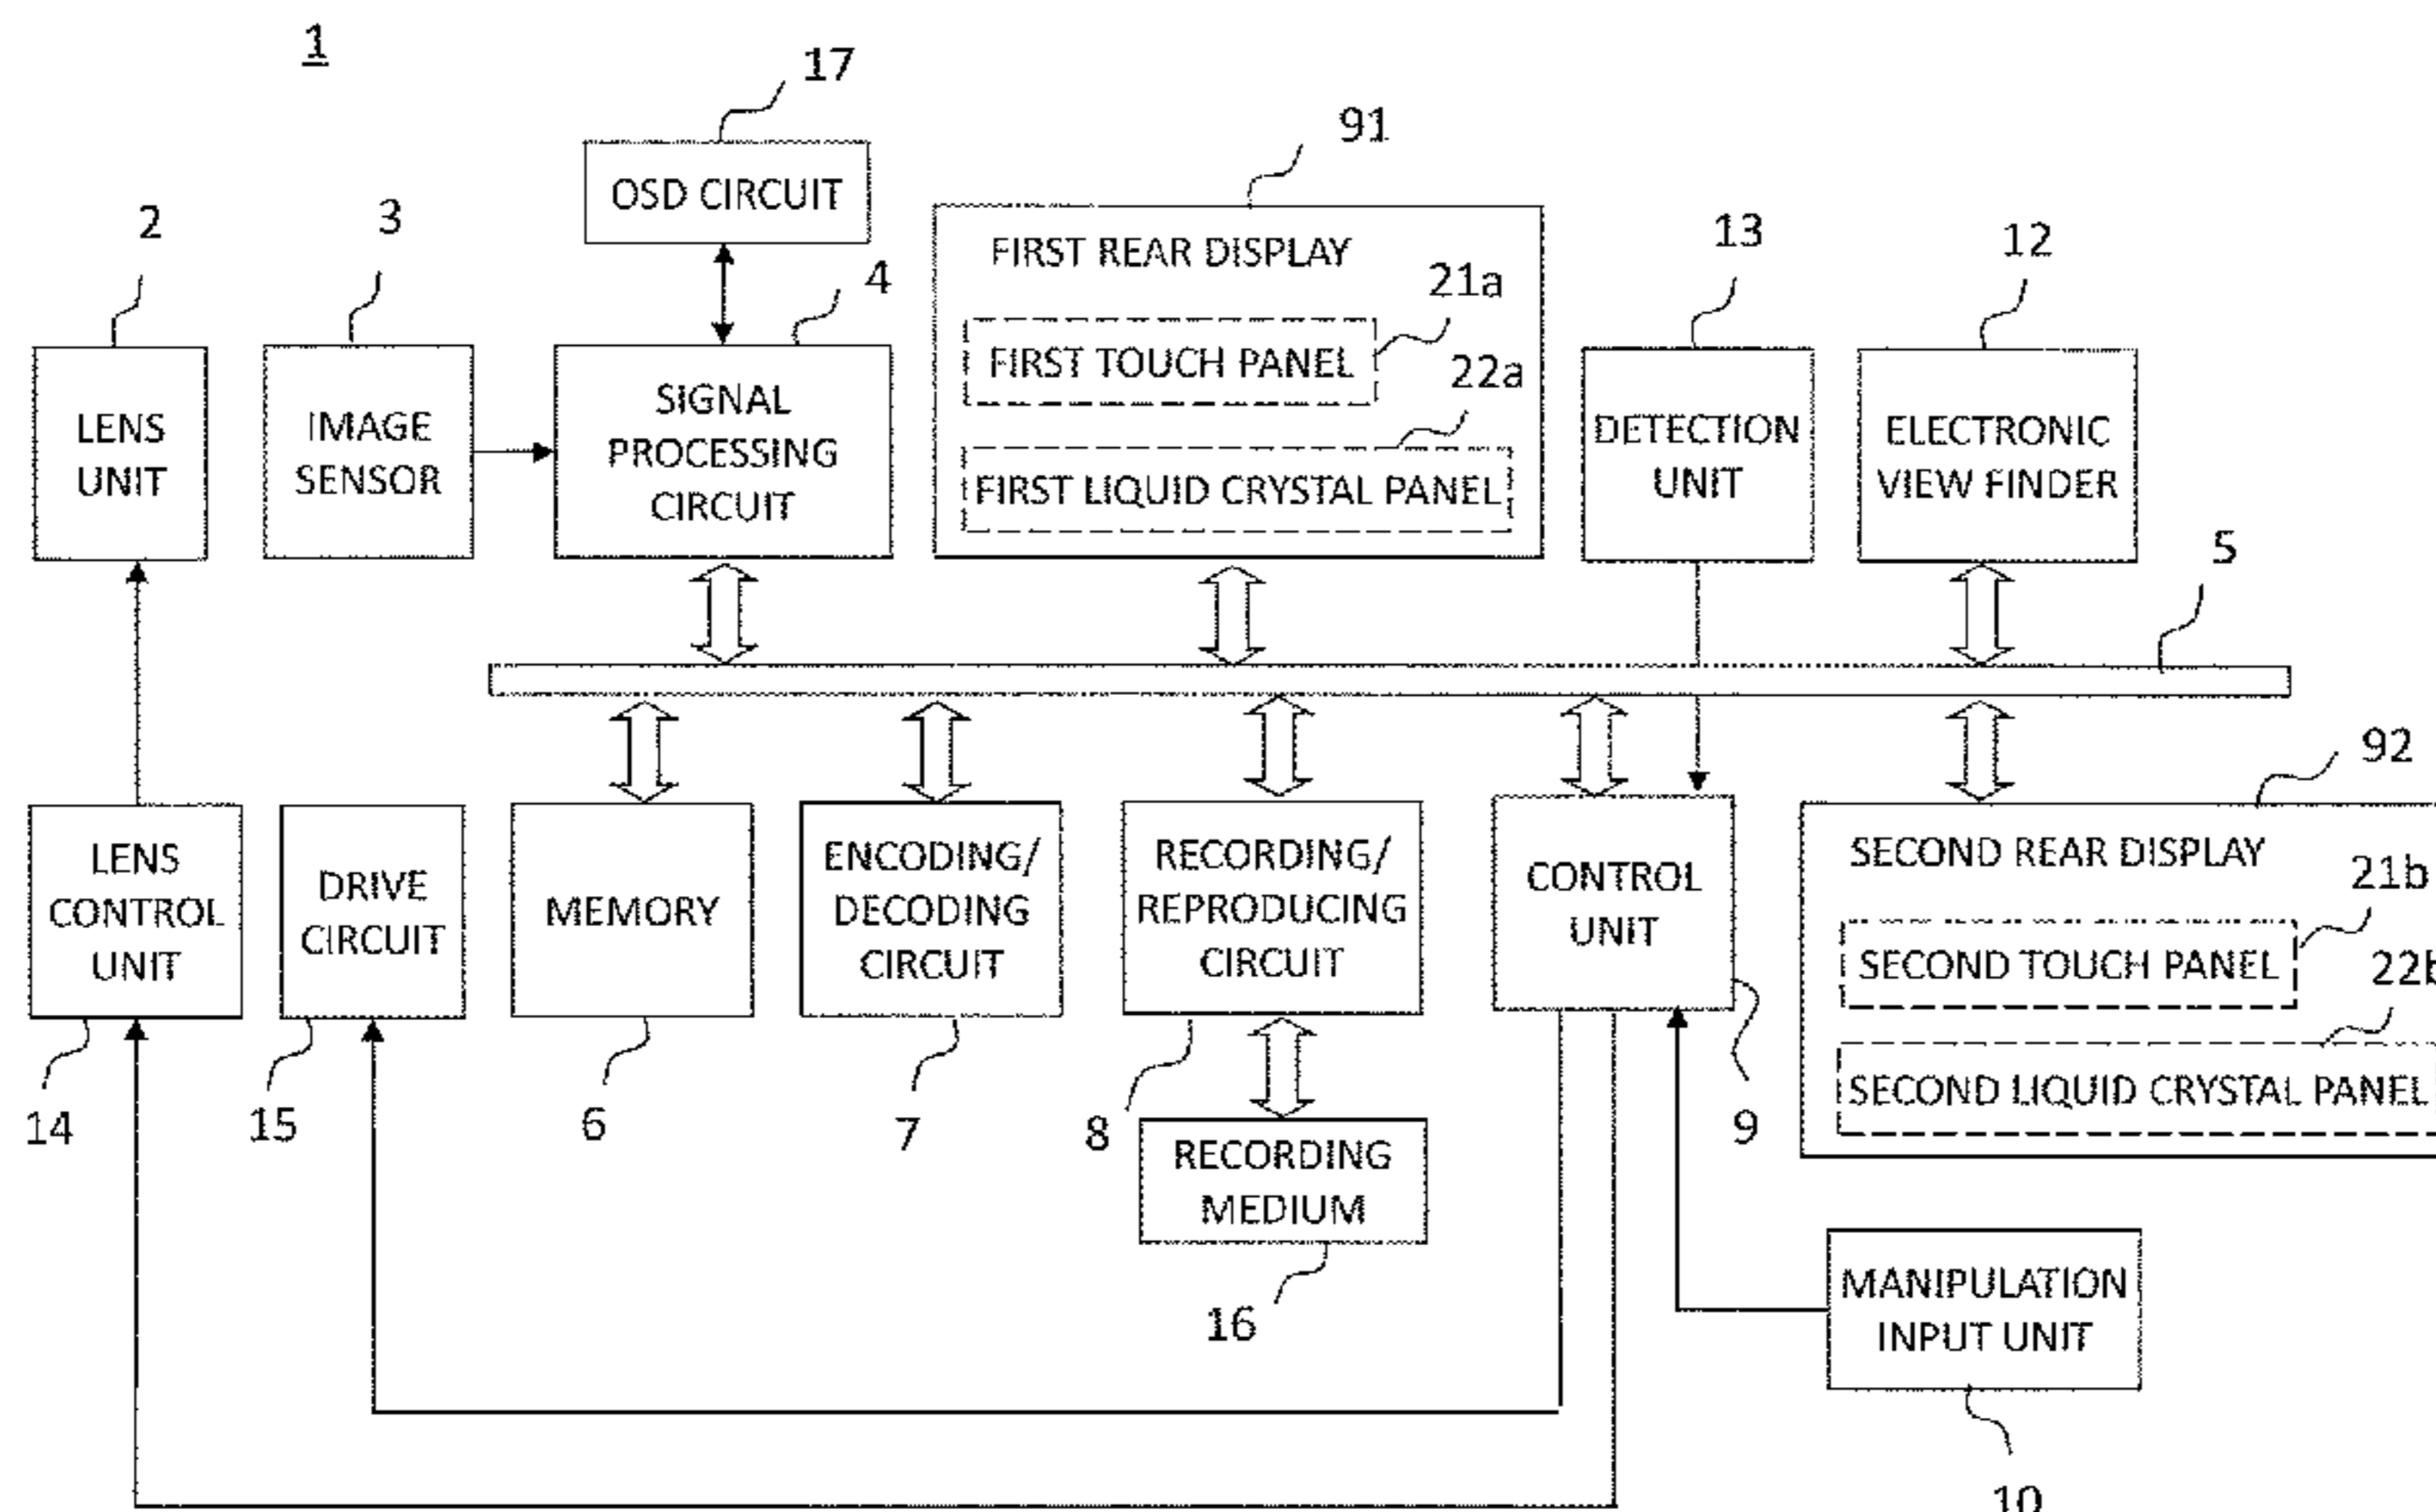 1
17
OSD CIRCUIT
91
FIRST REAR DISPLAY
21a
FIRST TOUCH PANEL
22a
FIRST LIQUID CRYSTAL PANEL
2
LENS
UNIT
3
IMAGE
SENSOR
4
SIGNAL
PROCESSING
CIRCUIT
13
DETECTION
UNIT
12
ELECTRONIC
VIEW FINDER
5
LENS
CONTROL
UNIT
14
DRIVE
CIRCUIT
15
MEMORY
6
ENCODING/
DECODING
CIRCUIT
7
RECORDING/
REPRODUCING
CIRCUIT
8
RECORDING
MEDIUM
16
CONTROL
UNIT
9
92
SECOND REAR DISPLAY
21b
SECOND TOUCH PANEL
22b
SECOND LIQUID CRYSTAL PANEL
MANIPULATION
INPUT UNIT
10